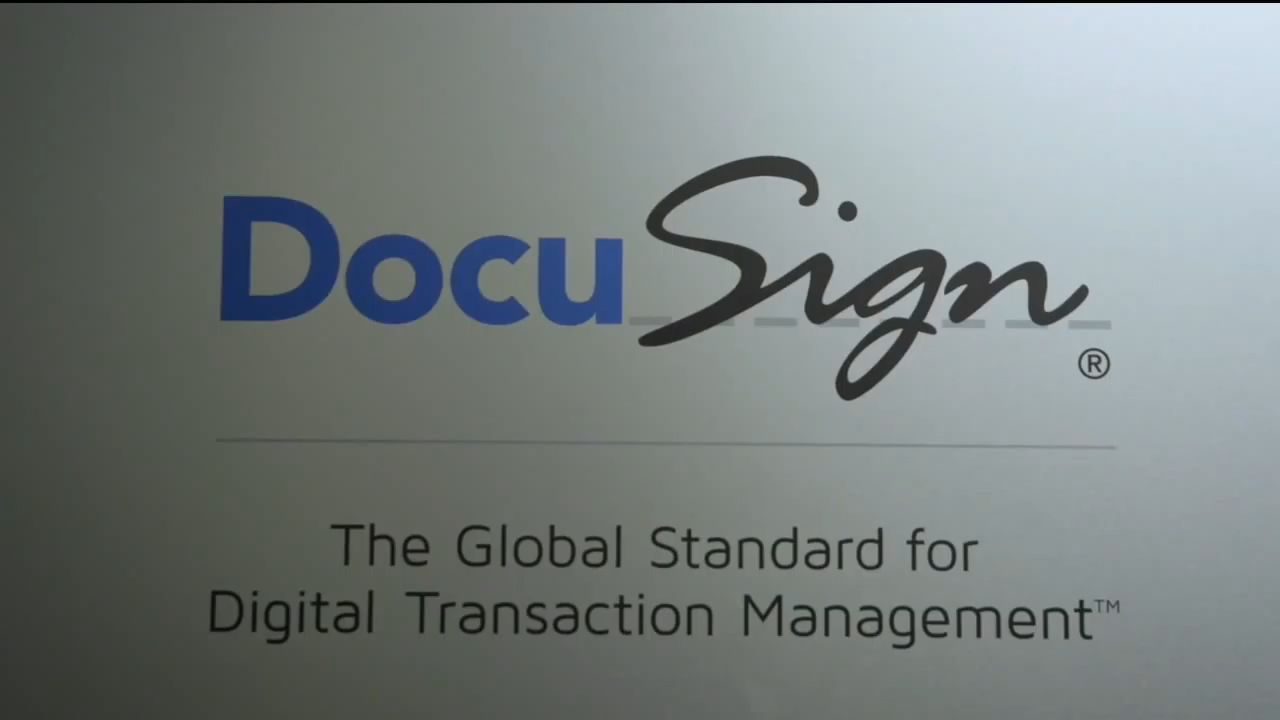 DocuSign®
The Global Standard for
Digital Transaction Management™